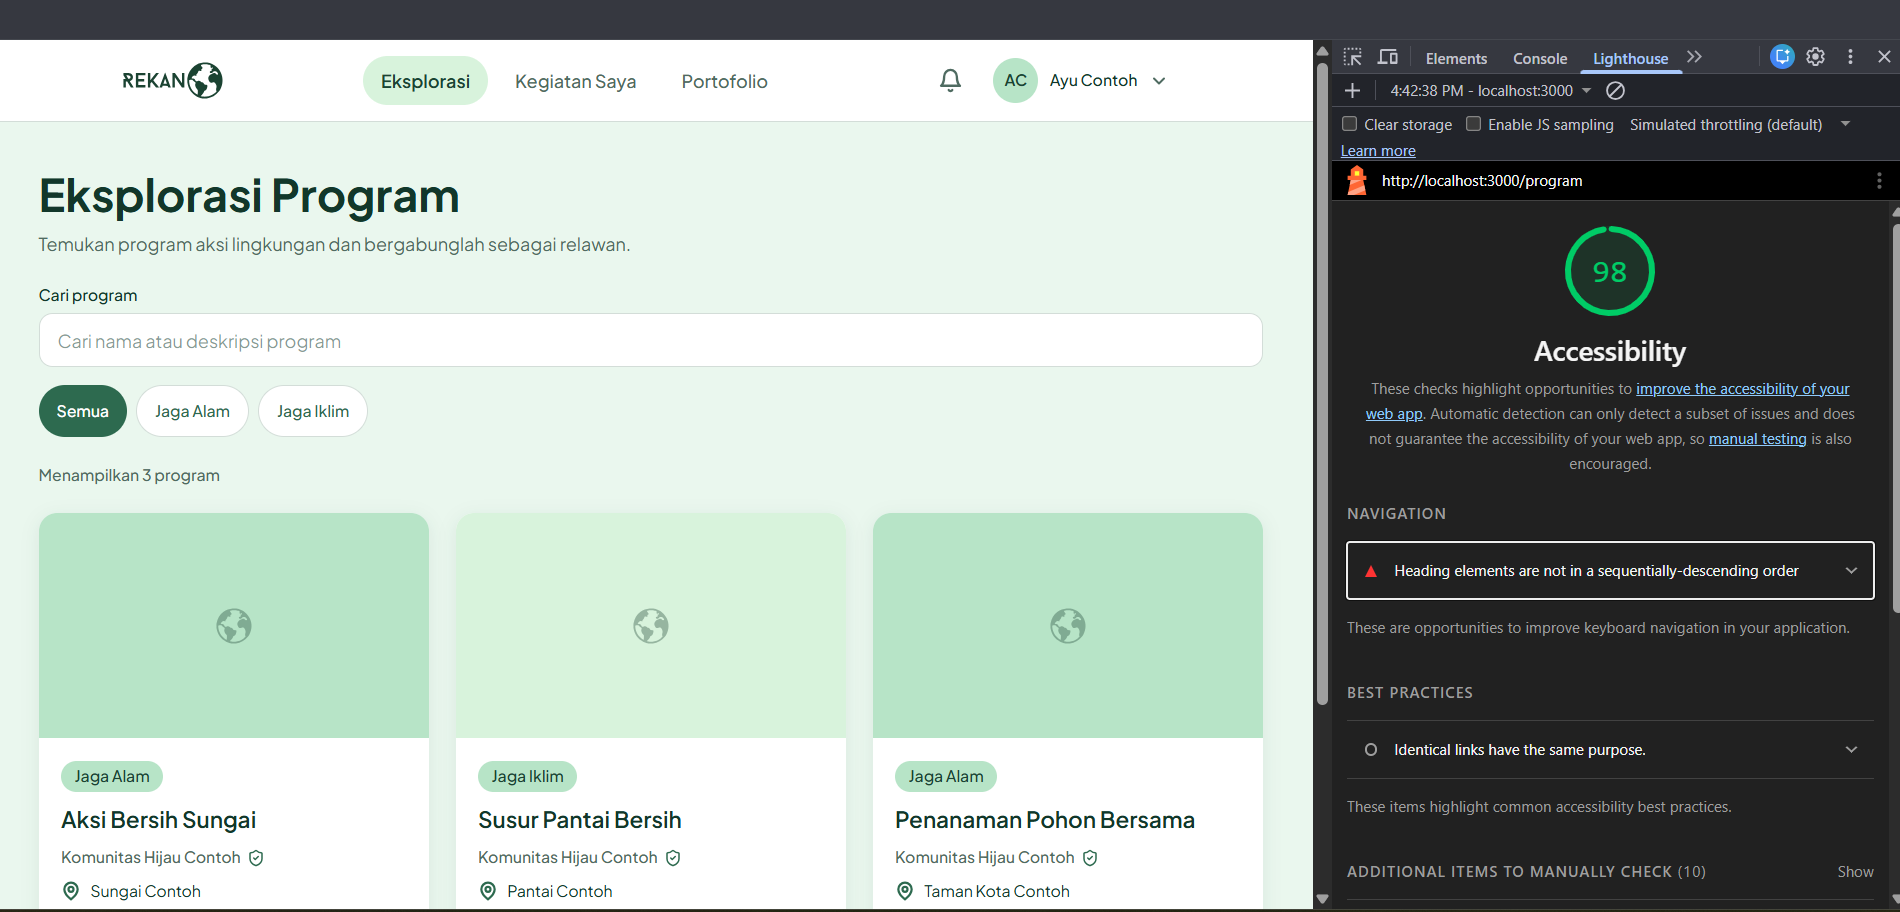 REKAN
Eksplorasi
Kegiatan Saya
Portofolio
AC
Ayu Contoh
Eksplorasi Program
Temukan program aksi lingkungan dan bergabunglah sebagai relawan.
Cari program
Cari nama atau deskripsi program
Semua
Jaga Alam
Jaga Iklim
Menampilkan 3 program
Jaga Alam
Aksi Bersih Sungai
Komunitas Hijau Contoh
Sungai Contoh
Jaga Iklim
Susur Pantai Bersih
Komunitas Hijau Contoh
Pantai Contoh
Jaga Alam
Penanaman Pohon Bersama
Komunitas Hijau Contoh
Taman Kota Contoh
Elements
Console
Lighthouse
4:42:38 PM - localhost:3000
Clear storage
Enable JS sampling
Simulated throttling (default)
Learn more
http://localhost:3000/program
98
Accessibility
These checks highlight opportunities to improve the accessibility of your
web app. Automatic detection can only detect a subset of issues and does
not guarantee the accessibility of your web app, so manual testing is also
encouraged.
NAVIGATION
Heading elements are not in a sequentially-descending order
These are opportunities to improve keyboard navigation in your application.
BEST PRACTICES
Identical links have the same purpose.
These items highlight common accessibility best practices.
ADDITIONAL ITEMS TO MANUALLY CHECK (10)
Show